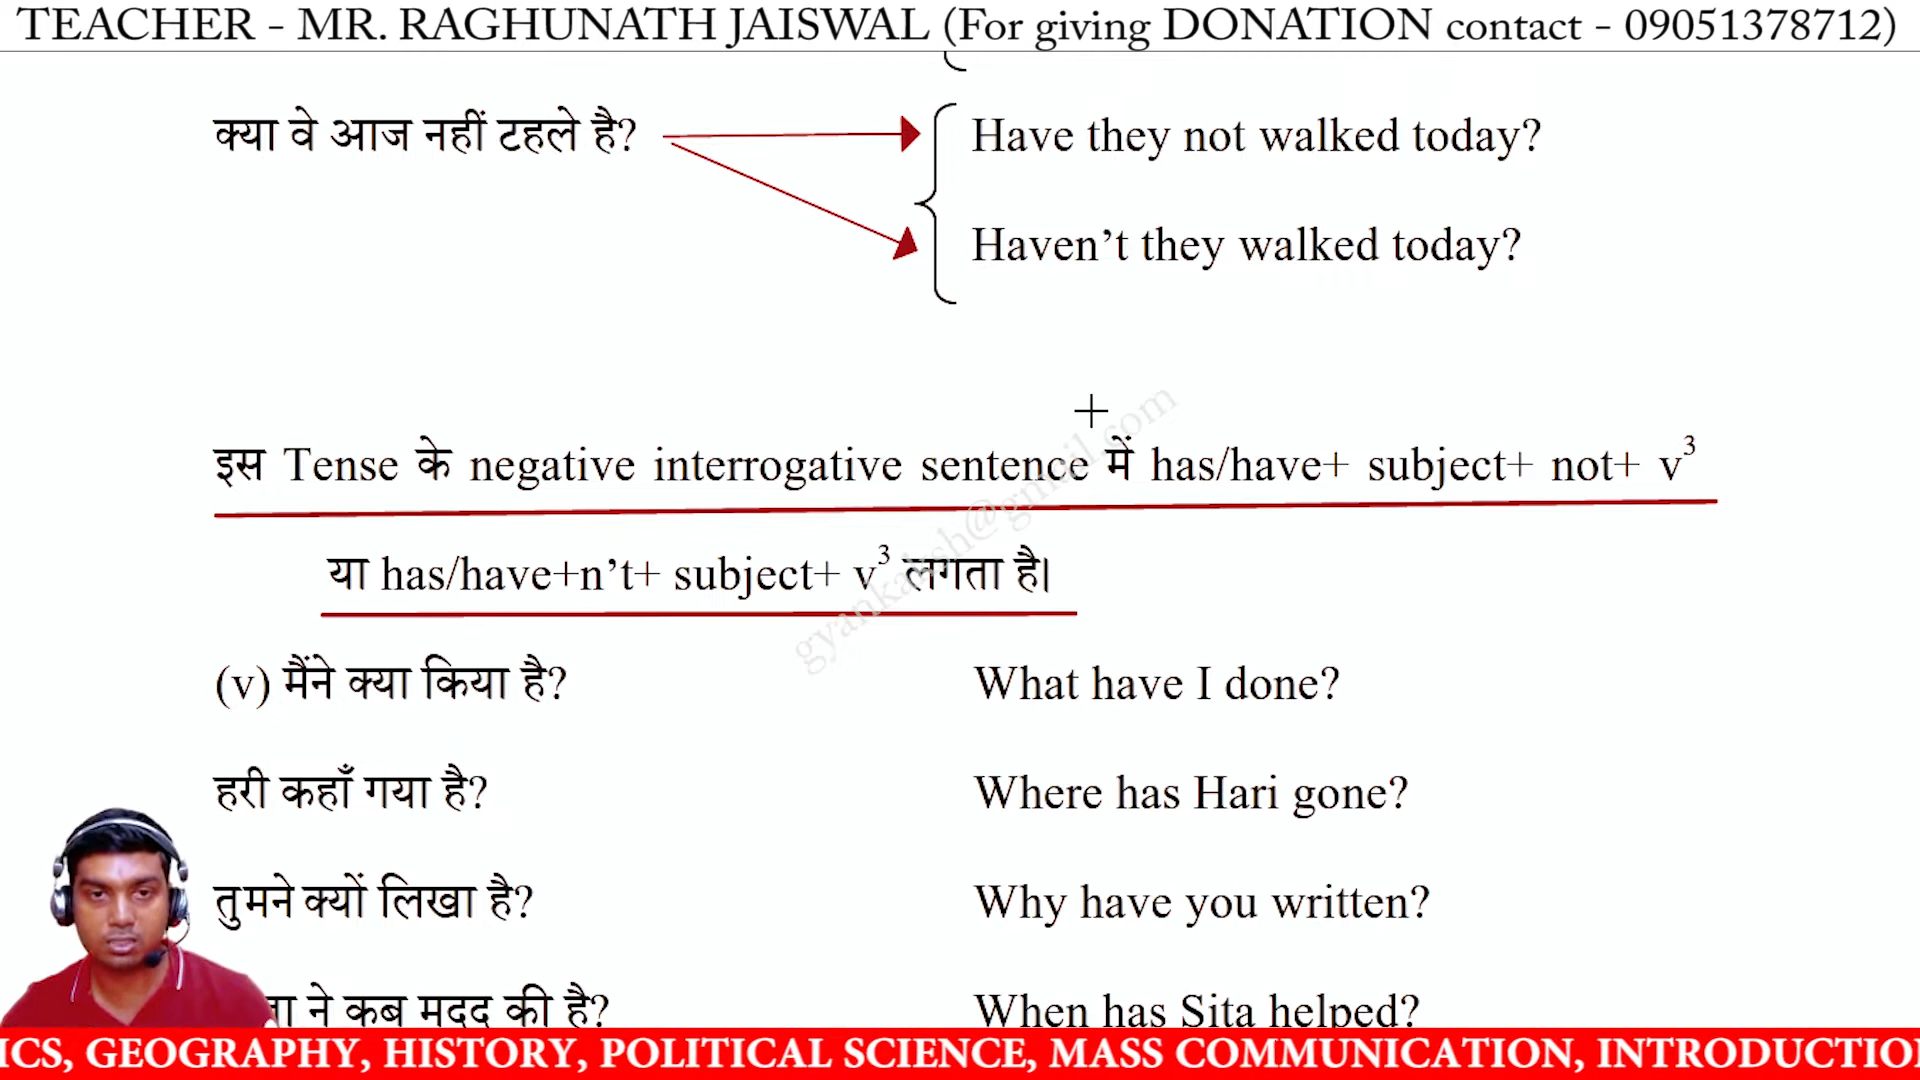 TEACHER - MR. RAGHUNATH JAISWAL (For giving DONATION contact - 09051378712)
क्या वे आज नहीं टहले है? Have they not walked today?
Haven’t they walked today?
इस Tense के negative interrogative sentence में has/have+ subject+ not+ v³
या has/have+n’t+ subject+ v³ लगता है।
gyankaksh@gmail.com
(v) मैंने क्या किया है? What have I done?
हरी कहाँ गया है? Where has Hari gone?
तुमने क्यों लिखा है? Why have you written?
ने कब मदद की है? When has Sita helped?
GEOGRAPHY, HISTORY, POLITICAL SCIENCE, MASS COMMUNICATION,